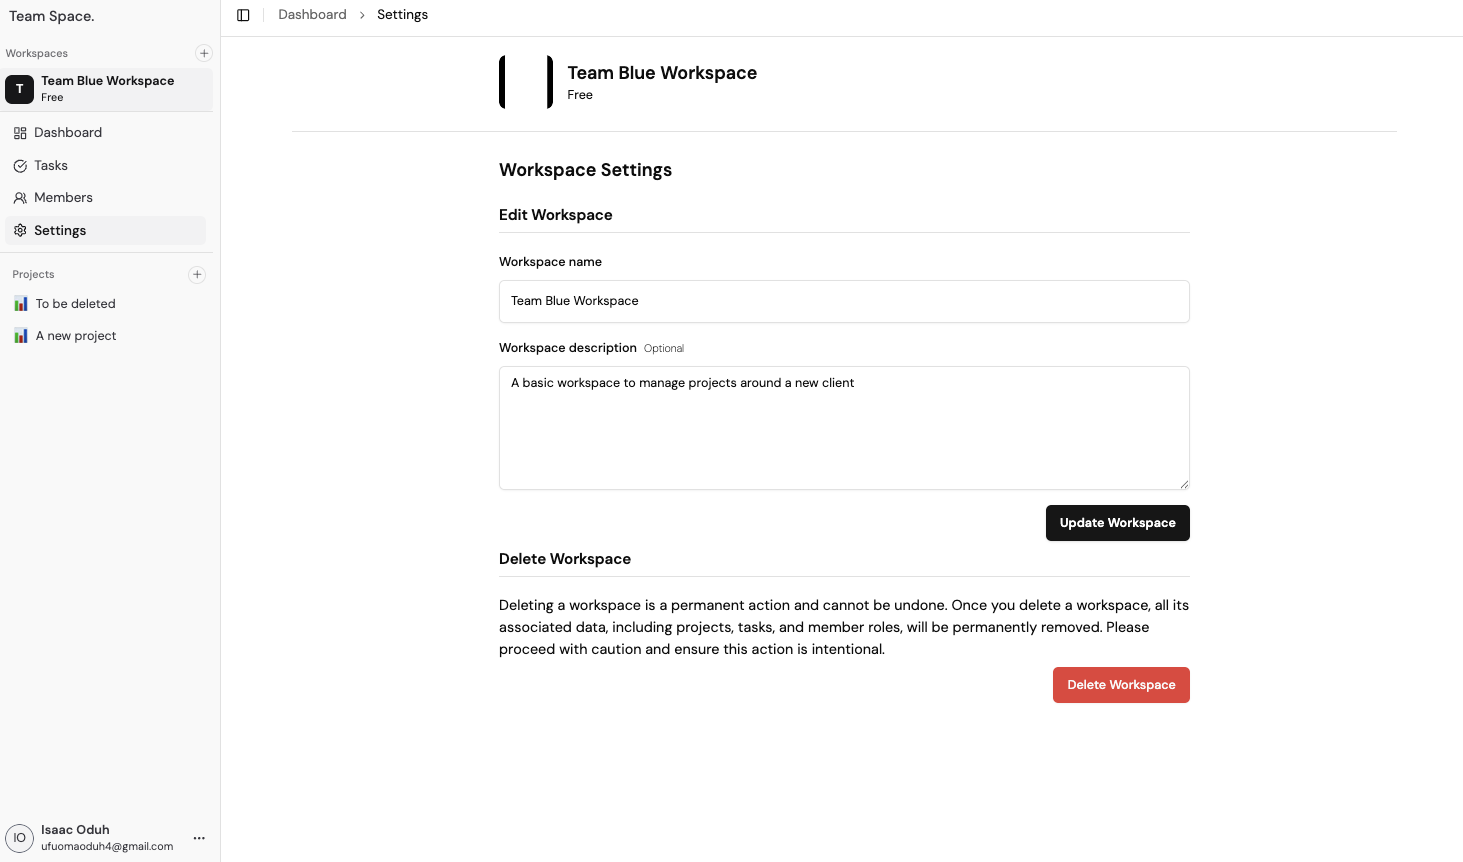 Team Space.
Workspaces
T
Team Blue Workspace
Free
Dashboard
Tasks
Members
Settings
Projects
To be deleted
A new project
IO
Isaac Oduh
ufuomaoduh4@gmail.com
Dashboard > Settings
Team Blue Workspace
Free
Workspace Settings
Edit Workspace
Workspace name
Team Blue Workspace
Workspace description Optional
A basic workspace to manage projects around a new client
Update Workspace
Delete Workspace
Deleting a workspace is a permanent action and cannot be undone. Once you delete a workspace, all its
associated data, including projects, tasks, and member roles, will be permanently removed. Please
proceed with caution and ensure this action is intentional.
Delete Workspace